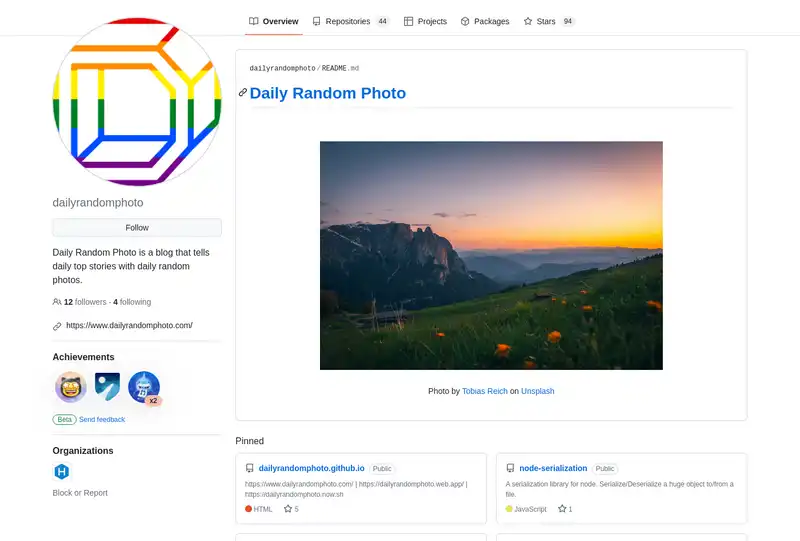 Overview
Repositories 44
Projects
Packages
Stars 94
dailyrandomphoto
Follow
Daily Random Photo is a blog that tells
daily top stories with daily random
photos.
12 followers · 4 following
https://www.dailyrandomphoto.com/
Achievements
x2
Beta Send feedback
Organizations
H
Block or Report
dailyrandomphoto/README.md
Daily Random Photo
Photo by Tobias Reich on Unsplash
Pinned
dailyrandomphoto.github.io Public
https://www.dailyrandomphoto.com/ | https://dailyrandomphoto.web.app/ |
https://dailyrandomphoto.now.sh
HTML 5
node-serialization Public
A serialization library for node. Serialize/Deserialize a huge object to/from a
file.
JavaScript 1